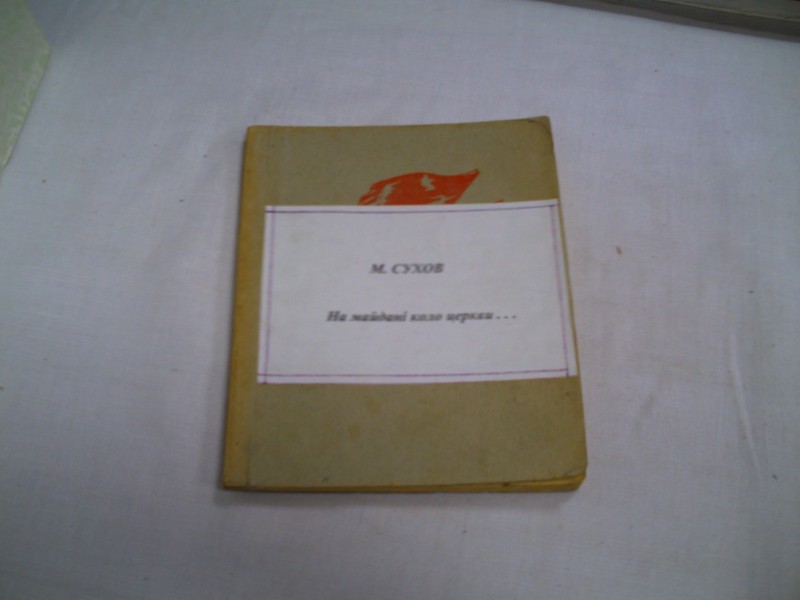 М. СУХОВ
На майдані коло церкви . . .